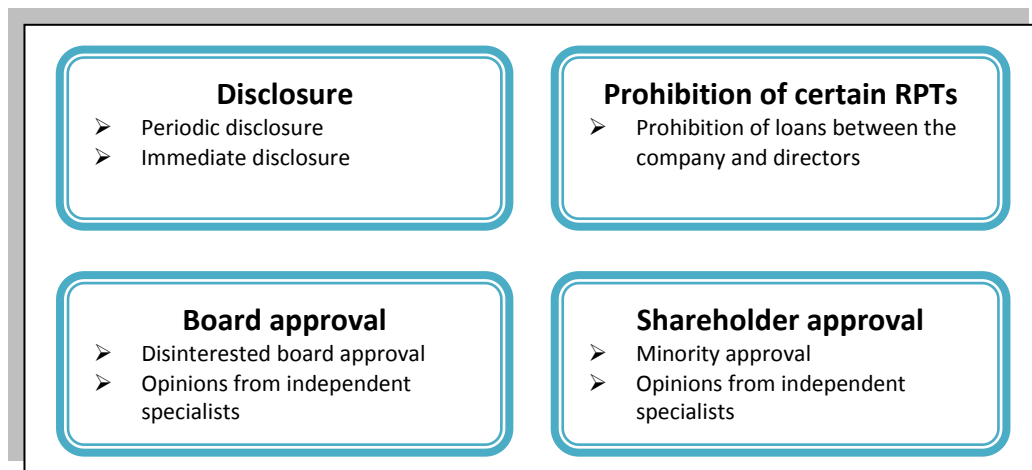 Disclosure
➢ Periodic disclosure
➢ Immediate disclosure
Prohibition of certain RPTs
➢ Prohibition of loans between the
company and directors
Board approval
➢ Disinterested board approval
➢ Opinions from independent
specialists
Shareholder approval
➢ Minority approval
➢ Opinions from independent
specialists